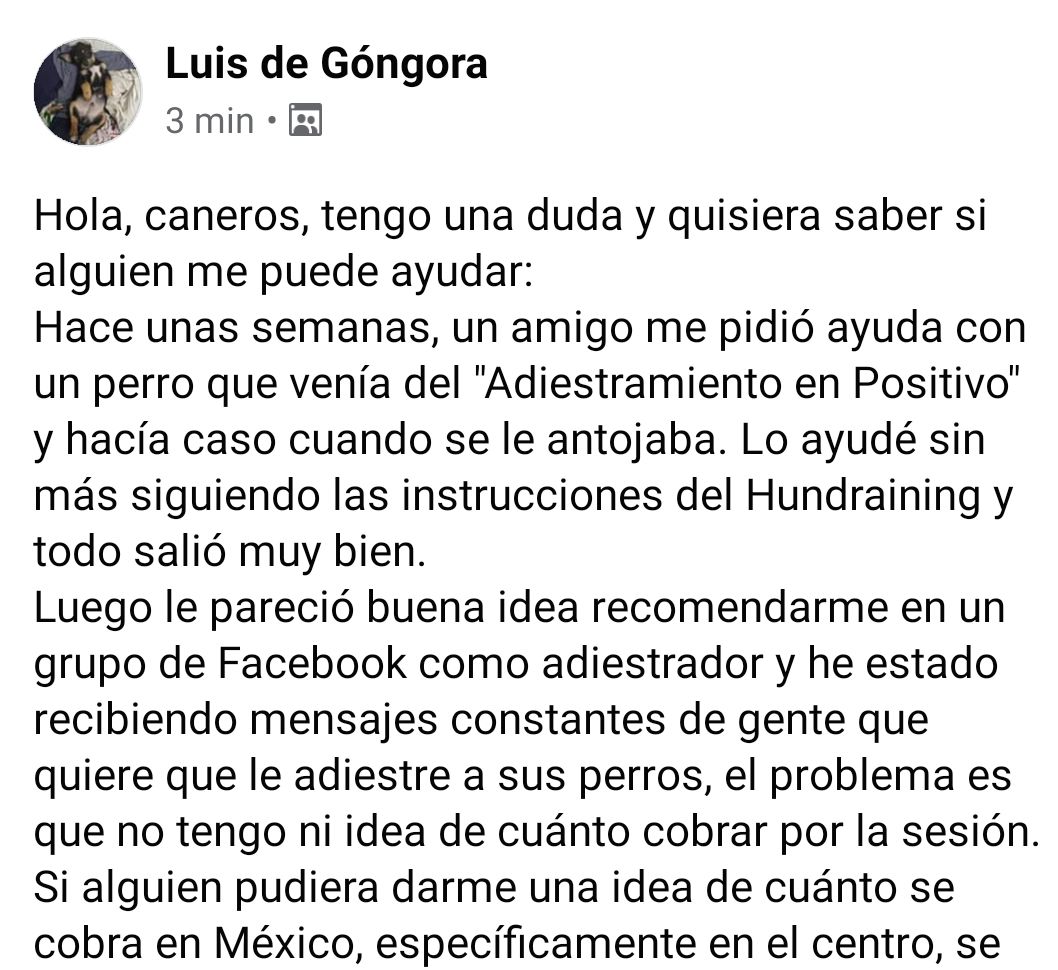 Luis de Góngora
3 min •
Hola, caneros, tengo una duda y quisiera saber si
alguien me puede ayudar:
Hace unas semanas, un amigo me pidió ayuda con
un perro que venía del "Adiestramiento en Positivo"
y hacía caso cuando se le antojaba. Lo ayudé sin
más siguiendo las instrucciones del Hundraining y
todo salió muy bien.
Luego le pareció buena idea recomendarme en un
grupo de Facebook como adiestrador y he estado
recibiendo mensajes constantes de gente que
quiere que le adiestre a sus perros, el problema es
que no tengo ni idea de cuánto cobrar por la sesión.
Si alguien pudiera darme una idea de cuánto se
cobra en México, específicamente en el centro, se